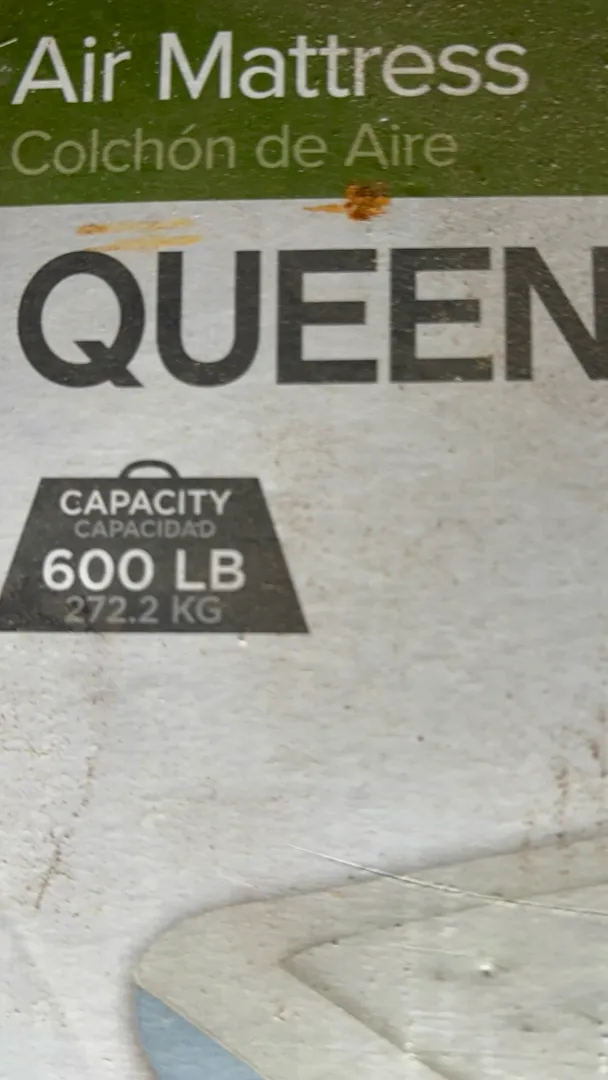 Air Mattress
Colchón de Aire
QUEEN
CAPACITY
CAPACIDAD
600 LB
272.2 KG